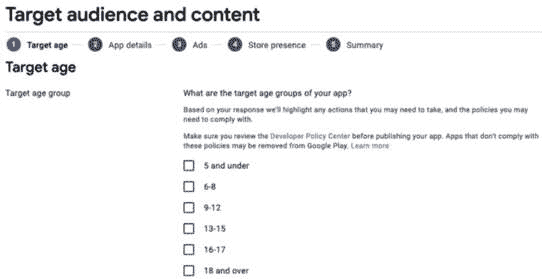 Target audience and content
1 Target age 2 App details 3 Ads 4 Store presence 5 Summary
Target age
Target age group
What are the target age groups of your app?
Based on your response we'll highlight any actions that you may need to take, and the policies you may
need to comply with.
Make sure you review the Developer Policy Center before publishing your app. Apps that don't comply with
these policies may be removed from Google Play. Learn more
5 and under
6-8
9-12
13-15
16-17
18 and over